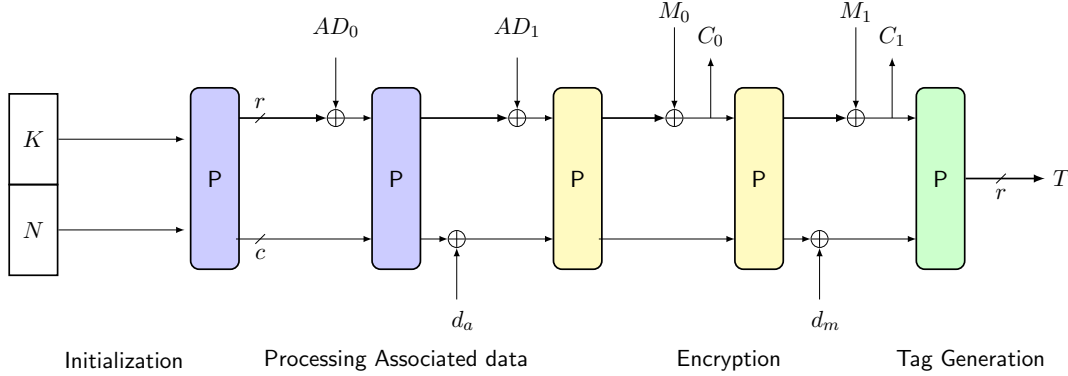 AD₀
AD₁
M₀
C₀
M₁
C₁
r
K
P
P
P
P
P
T
r
N
c
dₐ
dₘ
Initialization
Processing Associated data
Encryption
Tag Generation